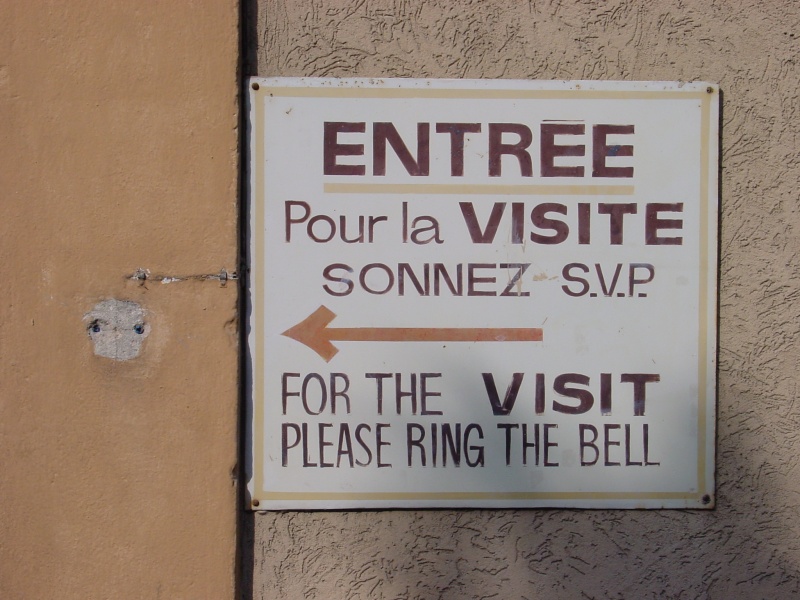 ENTRÉE
Pour la VISITE
SONNEZ S.V.P.
FOR THE VISIT
PLEASE RING THE BELL